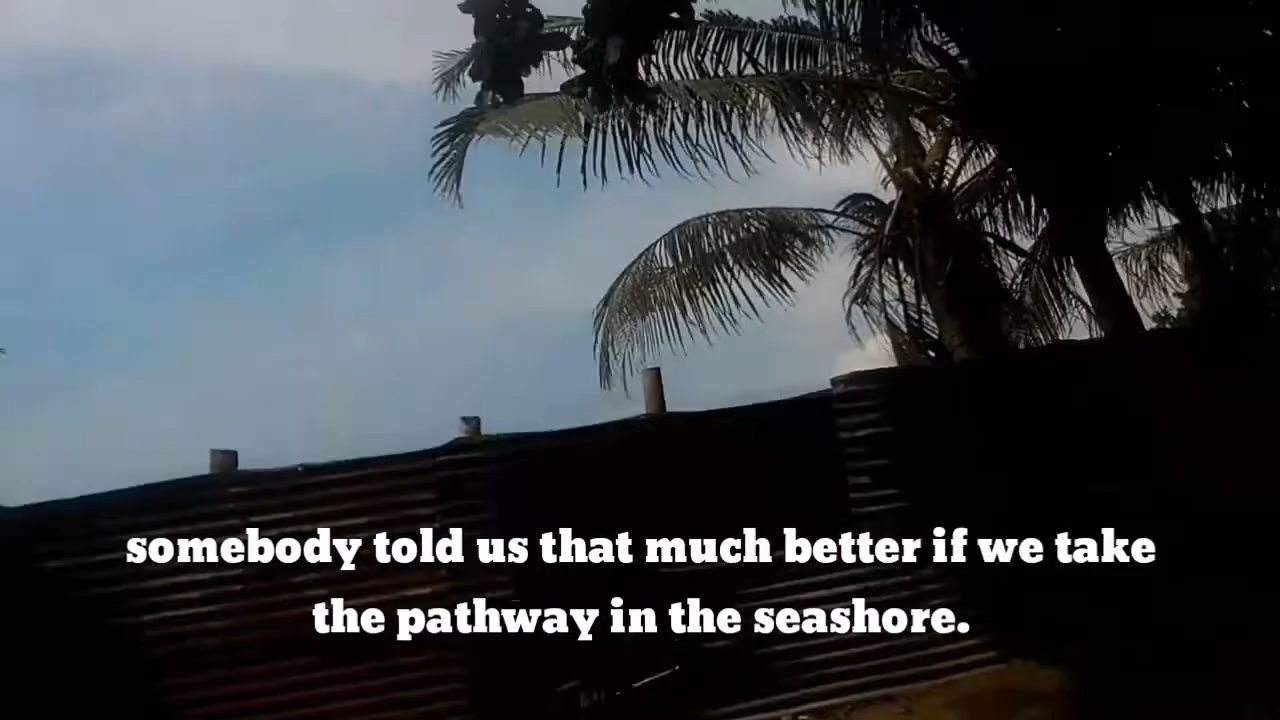 somebody told us that much better if we take
the pathway in the seashore.